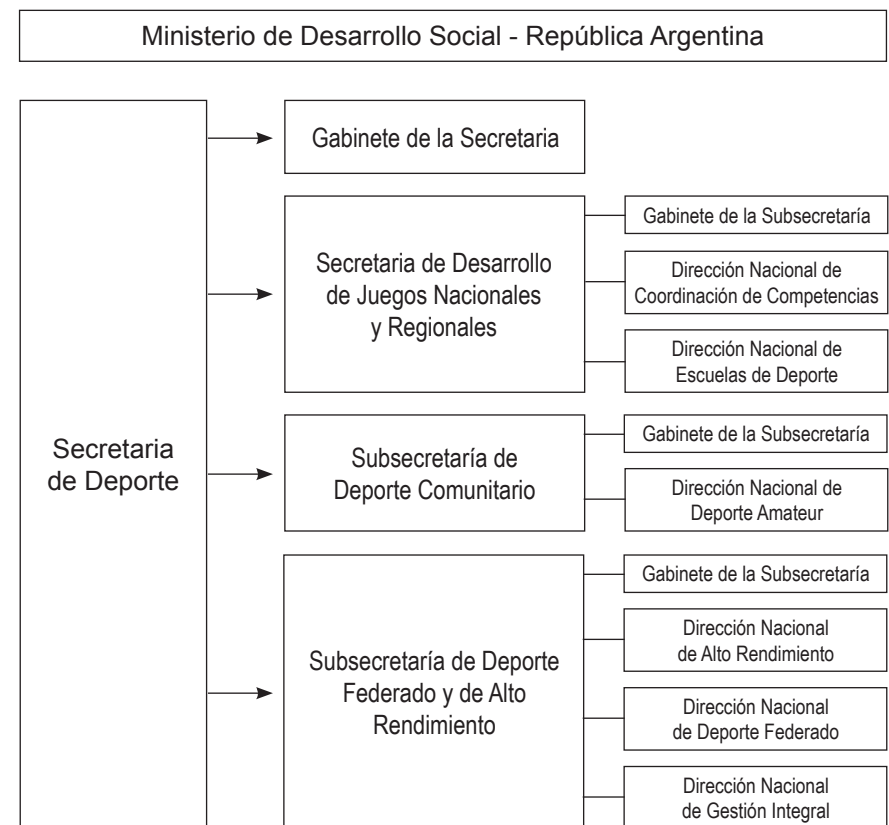 Ministerio de Desarrollo Social - República Argentina
Secretaria
de Deporte
Gabinete de la Secretaria
Secretaria de Desarrollo
de Juegos Nacionales
y Regionales
Gabinete de la Subsecretaría
Dirección Nacional de
Coordinación de Competencias
Dirección Nacional de
Escuelas de Deporte
Subsecretaría de
Deporte Comunitario
Gabinete de la Subsecretaría
Dirección Nacional de
Deporte Amateur
Subsecretaría de Deporte
Federado y de Alto
Rendimiento
Gabinete de la Subsecretaría
Dirección Nacional
de Alto Rendimiento
Dirección Nacional
de Deporte Federado
Dirección Nacional
de Gestión Integral